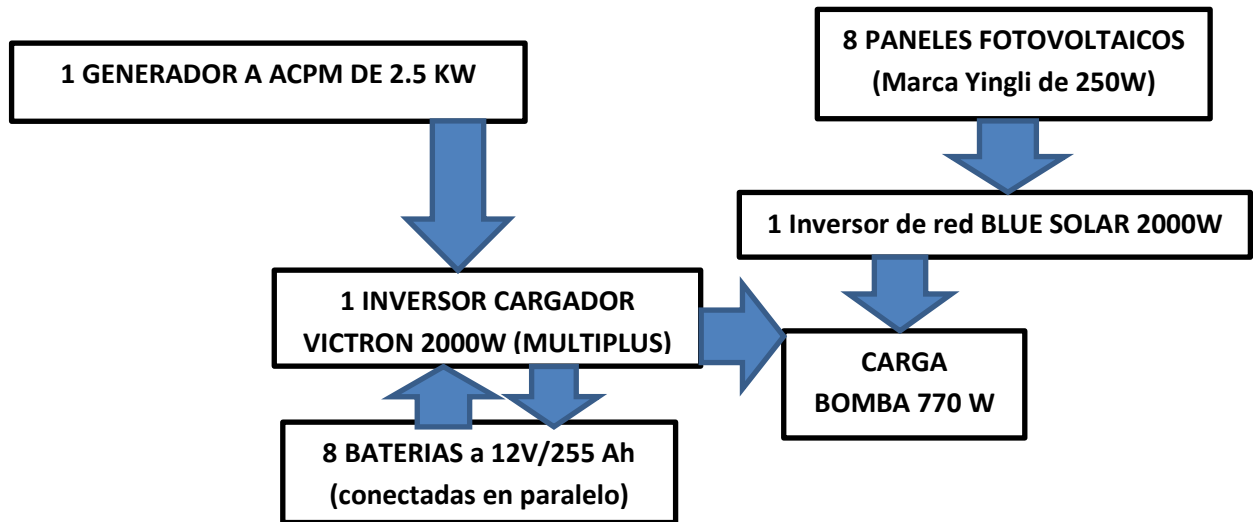 1 GENERADOR A ACPM DE 2.5 KW
8 PANELES FOTOVOLTAICOS
(Marca Yingli de 250W)
1 Inversor de red BLUE SOLAR 2000W
1 INVERSOR CARGADOR
VICTRON 2000W (MULTIPLUS)
CARGA
BOMBA 770 W
8 BATERIAS a 12V/255 Ah
(conectadas en paralelo)